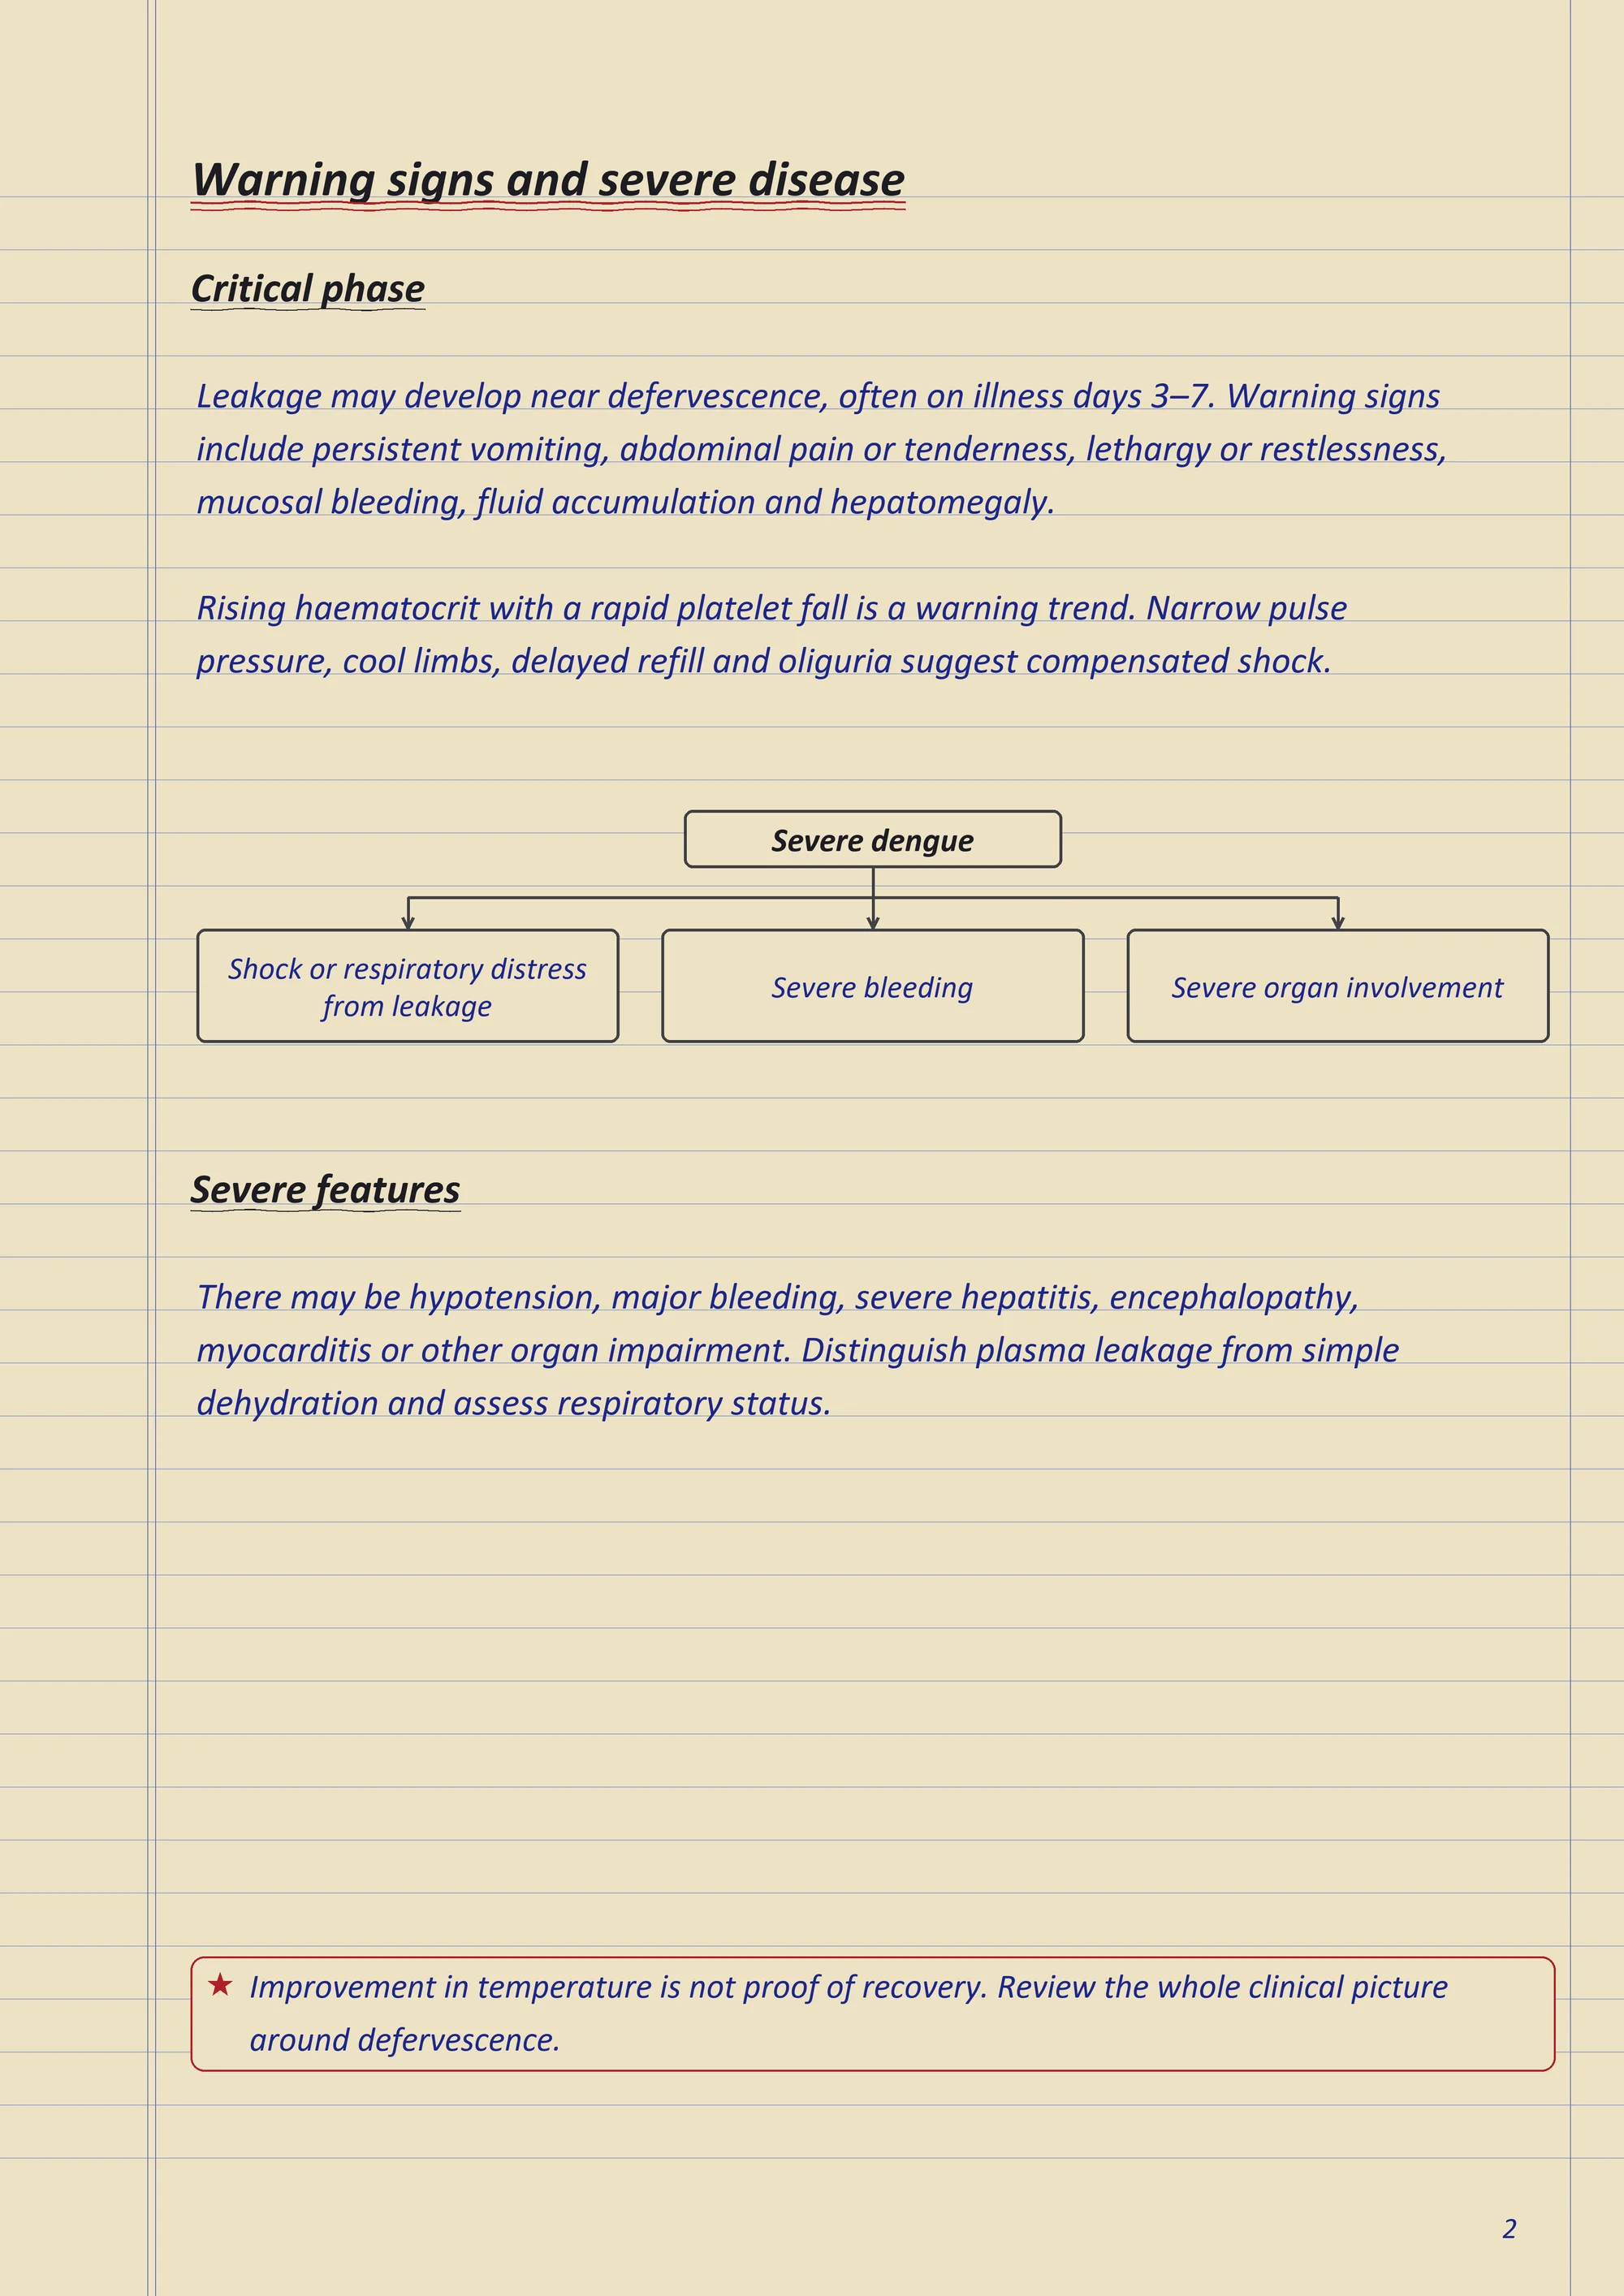 Warning signs and severe disease
Critical phase
Leakage may develop near defervescence, often on illness days 3–7. Warning signs
include persistent vomiting, abdominal pain or tenderness, lethargy or restlessness,
mucosal bleeding, fluid accumulation and hepatomegaly.
Rising haematocrit with a rapid platelet fall is a warning trend. Narrow pulse
pressure, cool limbs, delayed refill and oliguria suggest compensated shock.
Severe dengue
Shock or respiratory distress
from leakage
Severe bleeding
Severe organ involvement
Severe features
There may be hypotension, major bleeding, severe hepatitis, encephalopathy,
myocarditis or other organ impairment. Distinguish plasma leakage from simple
dehydration and assess respiratory status.
★ Improvement in temperature is not proof of recovery. Review the whole clinical picture
around defervescence.
2